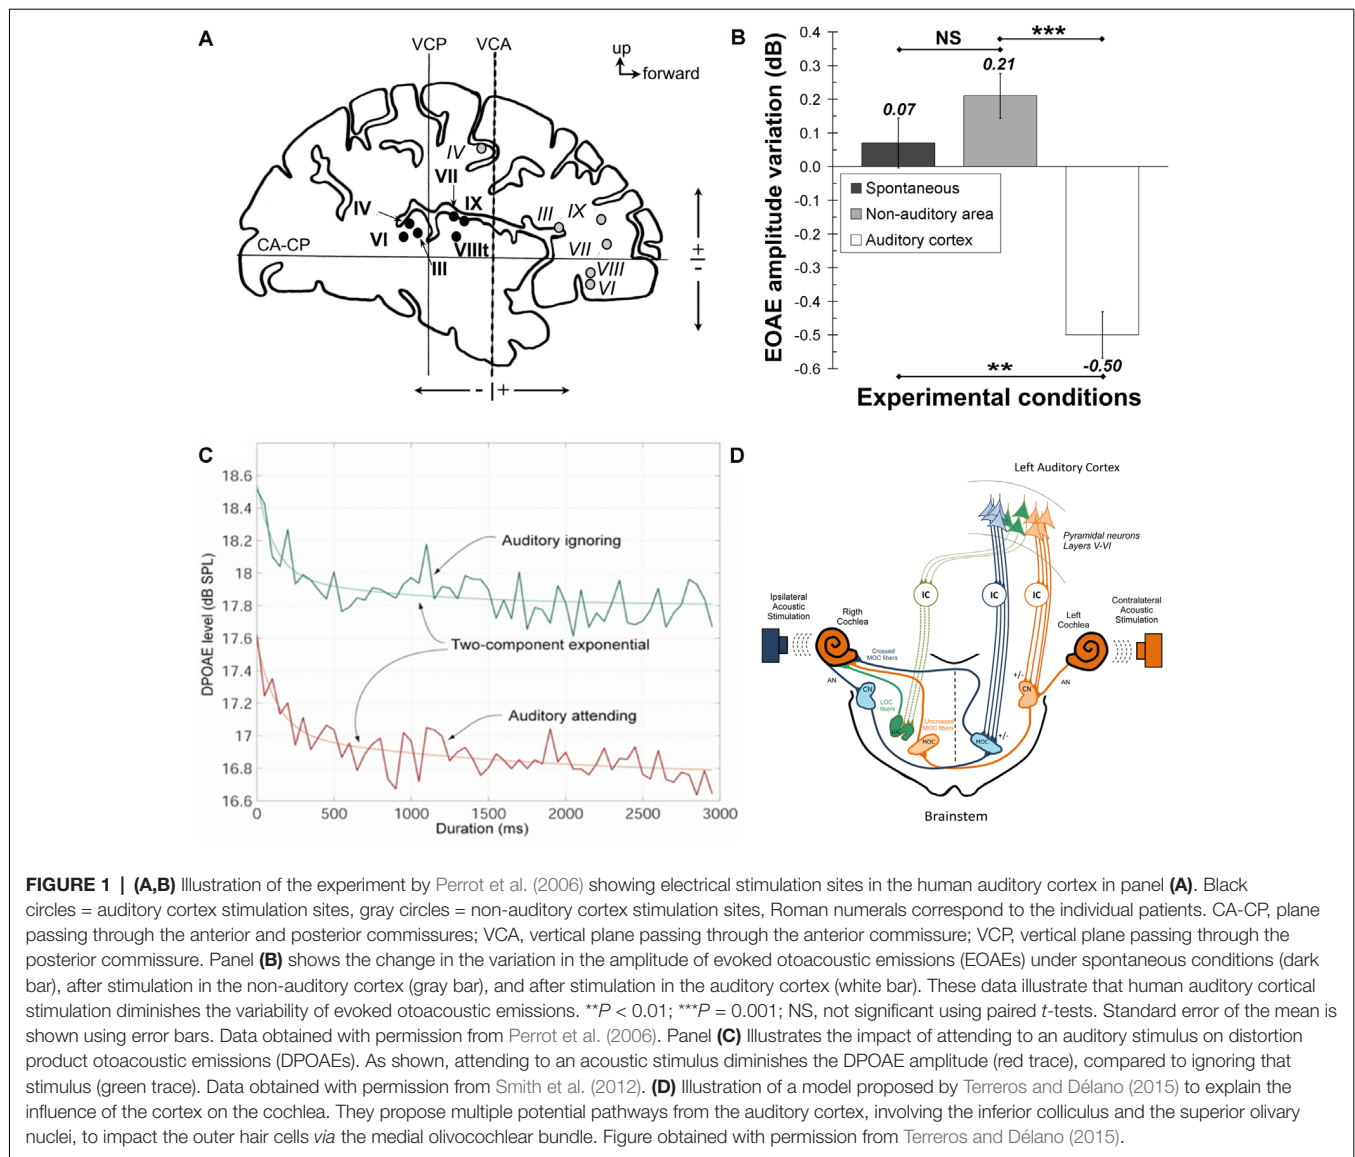 A
VCP
VCA
up
forward
IV
VII
IV
IX
III
IX
VI
VIIIt
VII
CA-CP
III
VIII
VI
+
-
- +
B
EOAE amplitude variation (dB)
0.4
0.3
0.2
0.1
0.0
-0.1
-0.2
-0.3
-0.4
-0.5
-0.6
NS
***
0.07
0.21
Spontaneous
Non-auditory area
Auditory cortex
**
-0.50
Experimental conditions
C
DPOAE level (dB SPL)
18.6
18.4
18.2
18
17.8
17.6
17.4
17.2
17
16.8
16.6
Auditory ignoring
Two-component exponential
Auditory attending
0
500
1000
1500
2000
2500
3000
Duration (ms)
D
Left Auditory Cortex
Pyramidal neurons
Layers V-VI
IC
IC
IC
Ipsilateral
Acoustic
Stimulation
Rigth
Cochlea
Left
Cochlea
Contralateral
Acoustic
Stimulation
Crossed
MOC fibers
AN
CN
LOC
fibers
Uncrossed
MOC fibers
MOC
MOC
+/-
+/-
CN
AN
Brainstem
FIGURE 1 | (A,B) Illustration of the experiment by Perrot et al. (2006) showing electrical stimulation sites in the human auditory cortex in panel (A). Black
circles = auditory cortex stimulation sites, gray circles = non-auditory cortex stimulation sites, Roman numerals correspond to the individual patients. CA-CP, plane
passing through the anterior and posterior commissures; VCA, vertical plane passing through the anterior commissure; VCP, vertical plane passing through the
posterior commissure. Panel (B) shows the change in the variation in the amplitude of evoked otoacoustic emissions (EOAEs) under spontaneous conditions (dark
bar), after stimulation in the non-auditory cortex (gray bar), and after stimulation in the auditory cortex (white bar). These data illustrate that human auditory cortical
stimulation diminishes the variability of evoked otoacoustic emissions. **P < 0.01; ***P = 0.001; NS, not significant using paired t-tests. Standard error of the mean is
shown using error bars. Data obtained with permission from Perrot et al. (2006). Panel (C) Illustrates the impact of attending to an auditory stimulus on distortion
product otoacoustic emissions (DPOAEs). As shown, attending to an acoustic stimulus diminishes the DPOAE amplitude (red trace), compared to ignoring that
stimulus (green trace). Data obtained with permission from Smith et al. (2012). (D) Illustration of a model proposed by Terreros and Délano (2015) to explain the
influence of the cortex on the cochlea. They propose multiple potential pathways from the auditory cortex, involving the inferior colliculus and the superior olivary
nuclei, to impact the outer hair cells via the medial olivocochlear bundle. Figure obtained with permission from Terreros and Délano (2015).